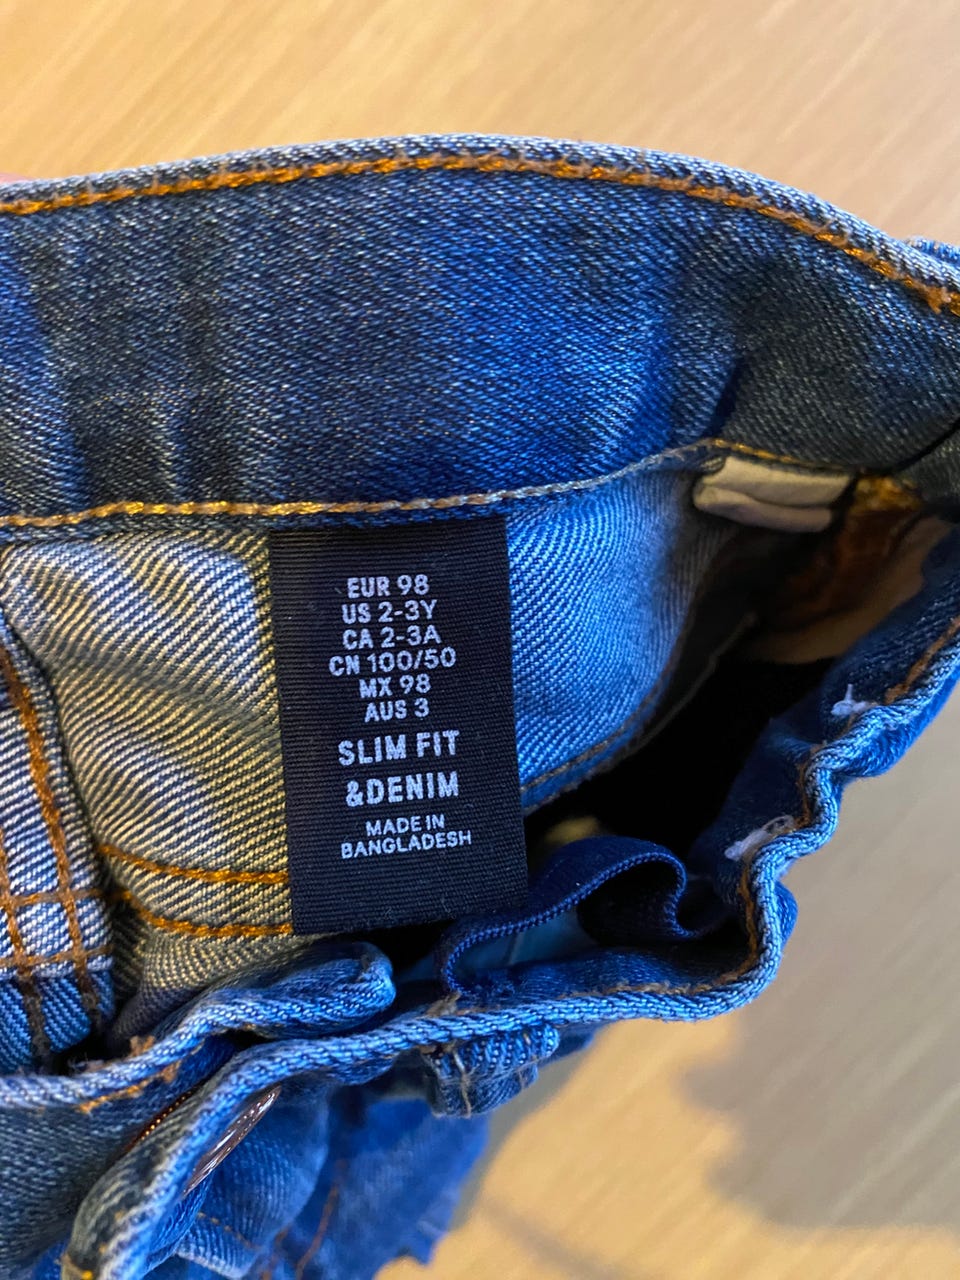 EUR 98
US 2-3Y
CA 2-3A
CN 100/50
MX 98
AUS 3
SLIM FIT
&DENIM
MADE IN
BANGLADESH